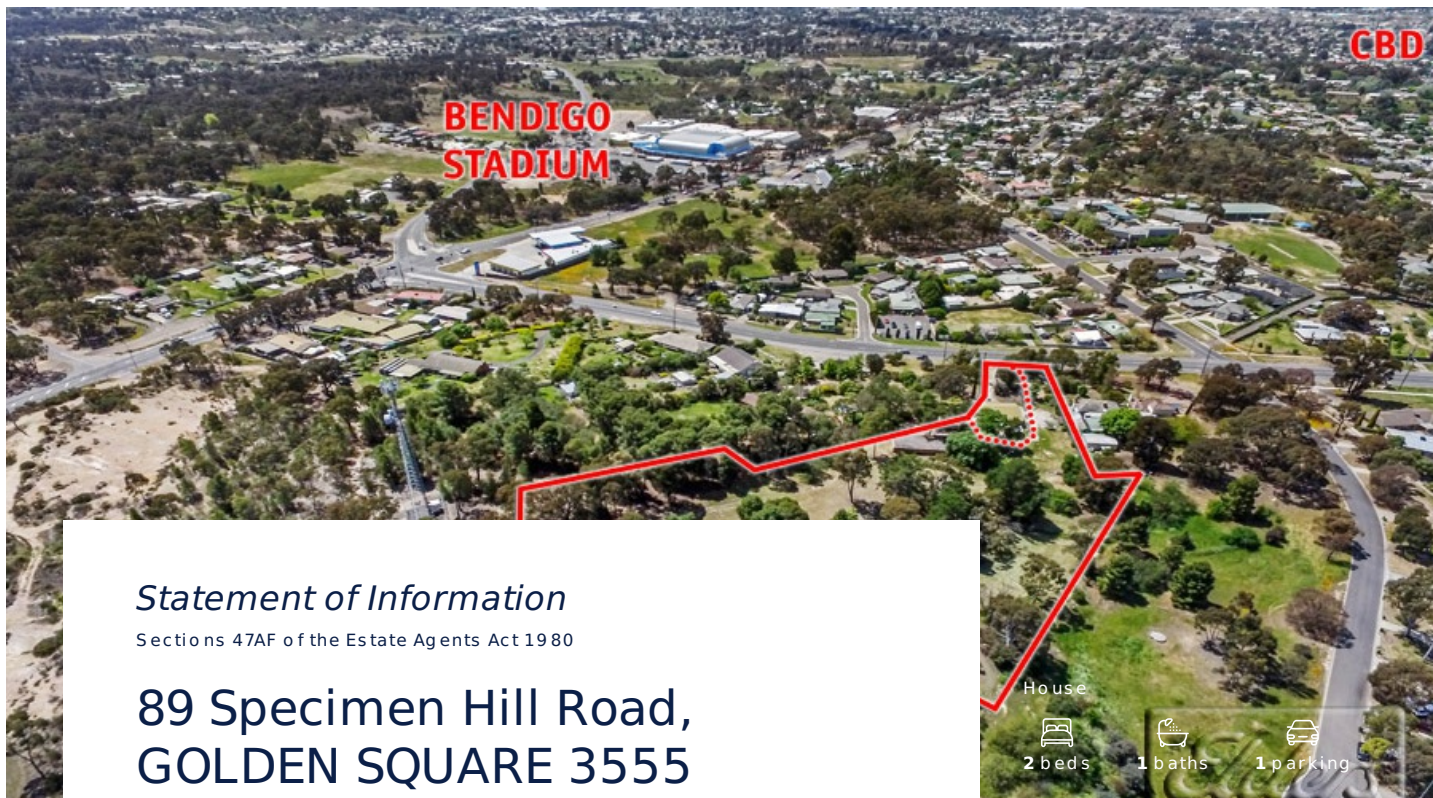 CBD
BENDIGO
STADIUM
Statement of Information
Sections 47AF of the Estate Agents Act 1980
89 Specimen Hill Road,
GOLDEN SQUARE 3555
House
2 beds 1 baths 1 parking